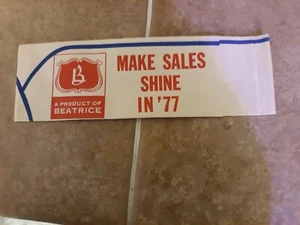 B
A PRODUCT OF
BEATRICE
MAKE SALES
SHINE
IN '77